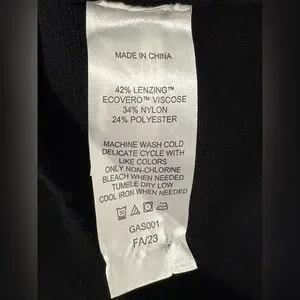 MADE IN CHINA
42% LENZING™
ECOVERO™ VISCOSE
34% NYLON
24% POLYESTER
MACHINE WASH COLD
DELICATE CYCLE WITH
LIKE COLORS
ONLY NON-CHLORINE
BLEACH WHEN NEEDED
TUMBLE DRY LOW
COOL IRON WHEN NEEDED
GAS001
FA/23